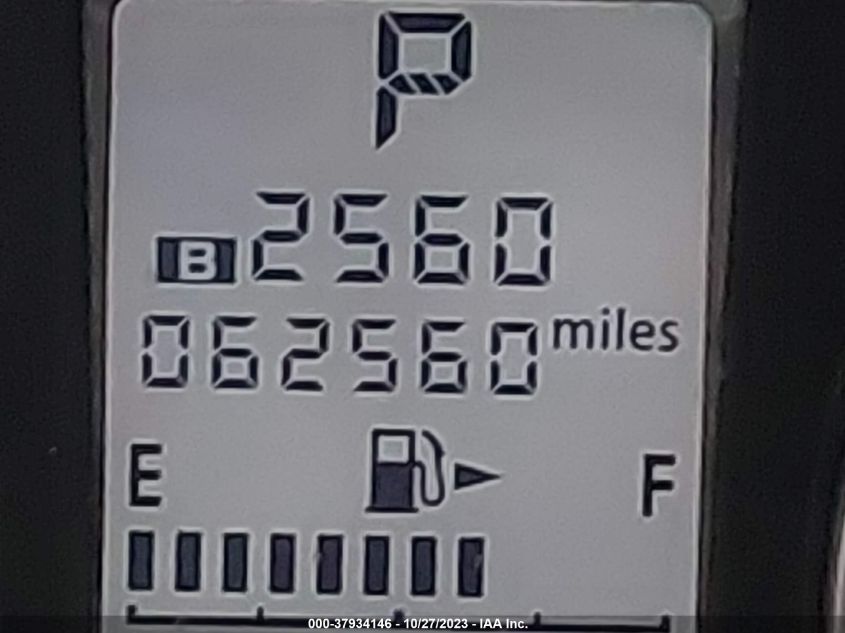 P
B 2560
062560 miles
E F
000-37934146 - 10/27/2023 - IAA Inc.